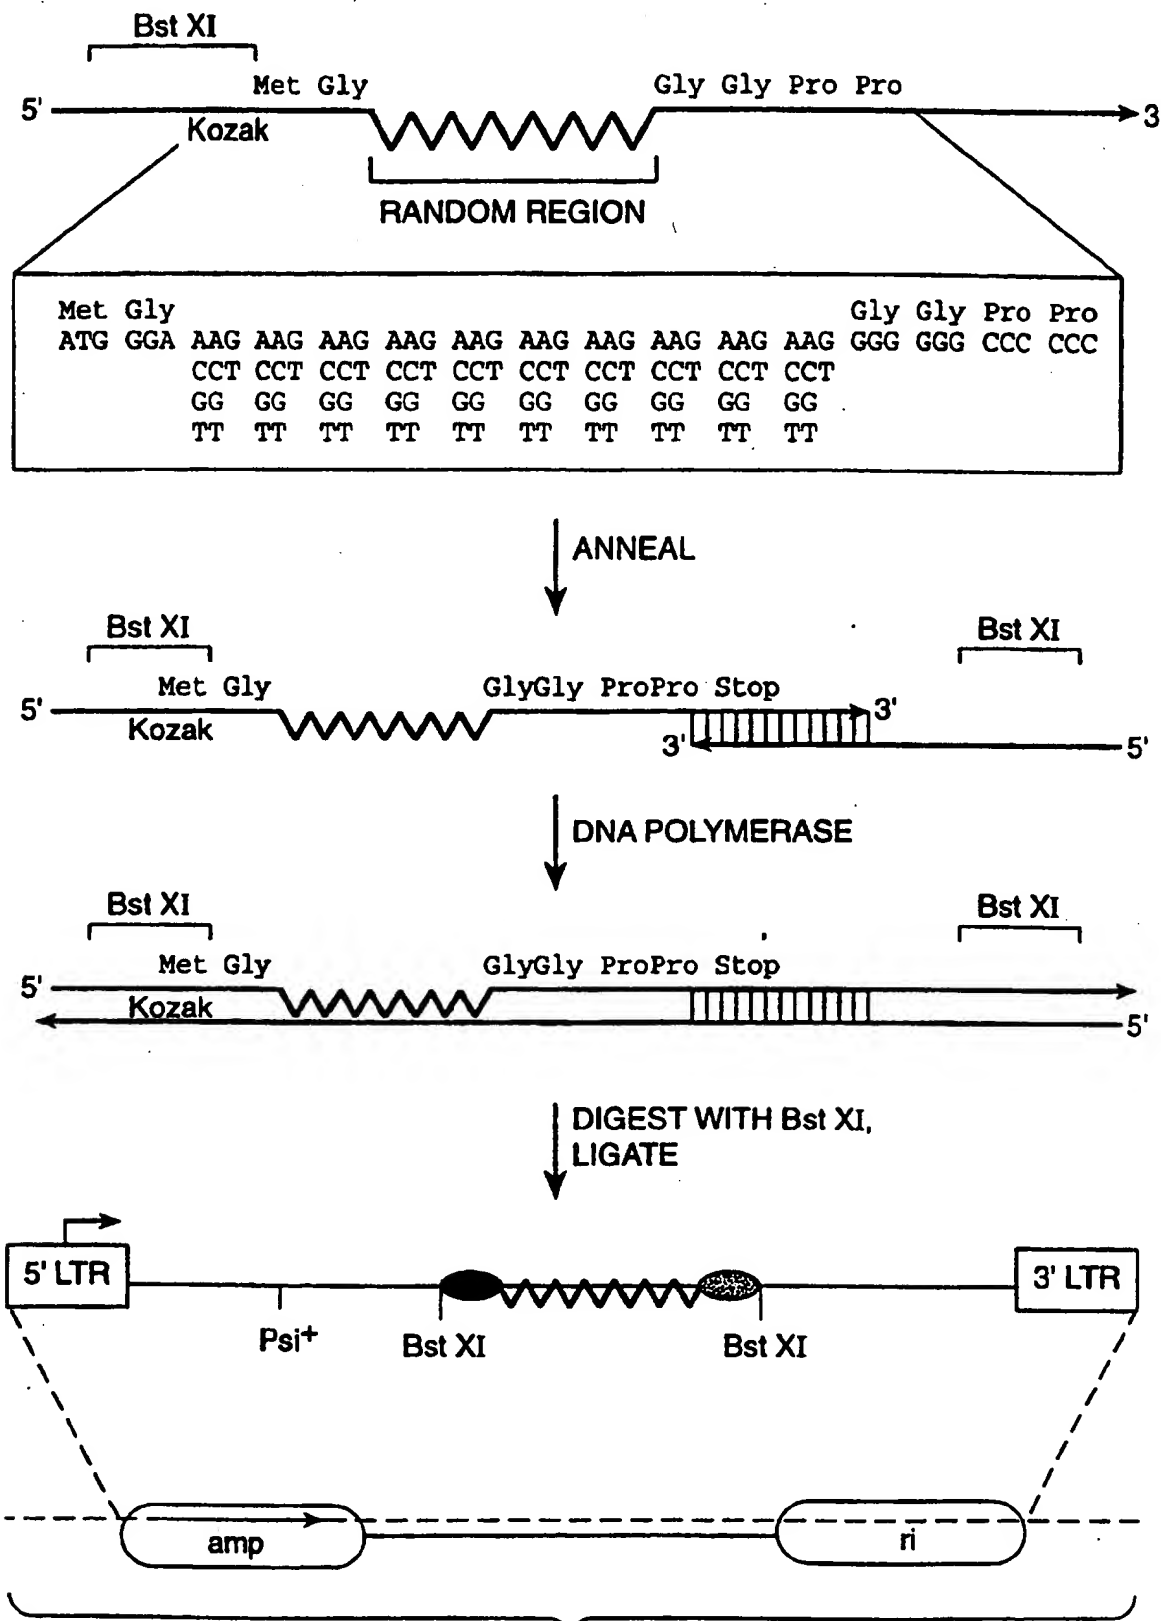 Bst XI
Met Gly
Gly Gly Pro Pro
5'
3
Kozak
RANDOM REGION
Met Gly
Gly Gly Pro Pro
ATG GGA AAG AAG AAG AAG AAG AAG AAG AAG AAG AAG GGG GGG CCC CCC
CCT CCT CCT CCT CCT CCT CCT CCT CCT CCT
GG GG GG GG GG GG GG GG GG GG
TT TT TT TT TT TT TT TT TT TT
ANNEAL
Bst XI
Bst XI
Met Gly
GlyGly ProPro Stop
5'
3'
Kozak
3'
5'
DNA POLYMERASE
Bst XI
Bst XI
Met Gly
GlyGly ProPro Stop
5'
Kozak
5'
DIGEST WITH Bst XI,
LIGATE
5' LTR
3' LTR
Psi+
Bst XI
Bst XI
amp
ri